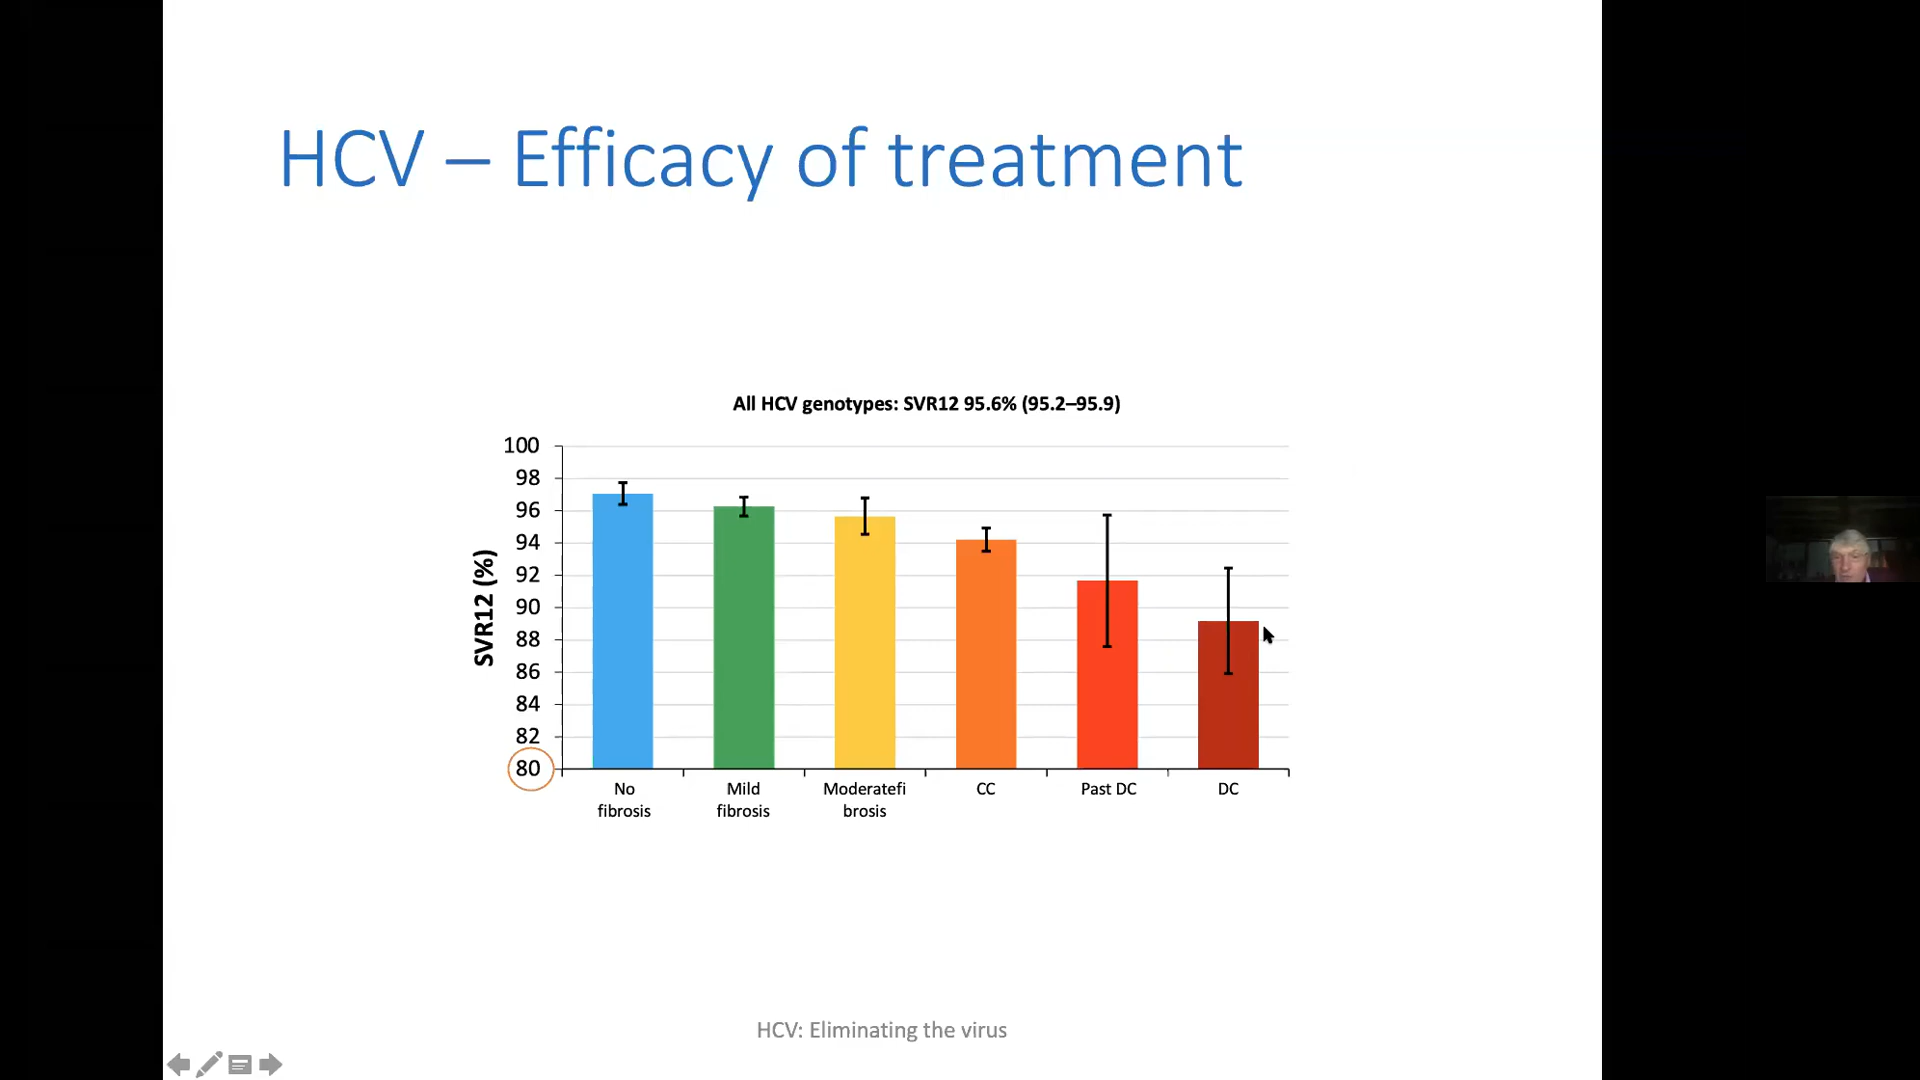 HCV – Efficacy of treatment
All HCV genotypes: SVR12 95.6% (95.2–95.9)
SVR12 (%)
100
98
96
94
92
90
88
86
84
82
80
No
fibrosis
Mild
fibrosis
Moderatefi
brosis
CC
Past DC
DC
HCV: Eliminating the virus